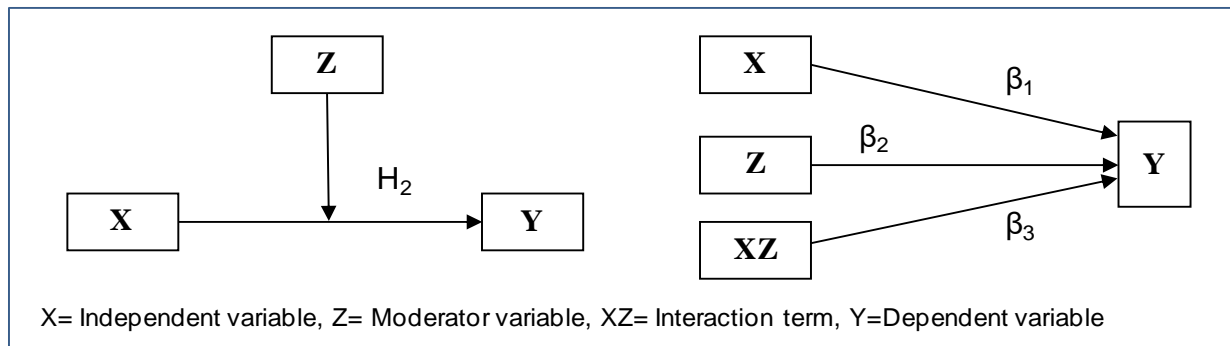 Z
H₂
X
Y
X
β₁
Z
β₂
Y
XZ
β₃
X= Independent variable, Z= Moderator variable, XZ= Interaction term, Y=Dependent variable